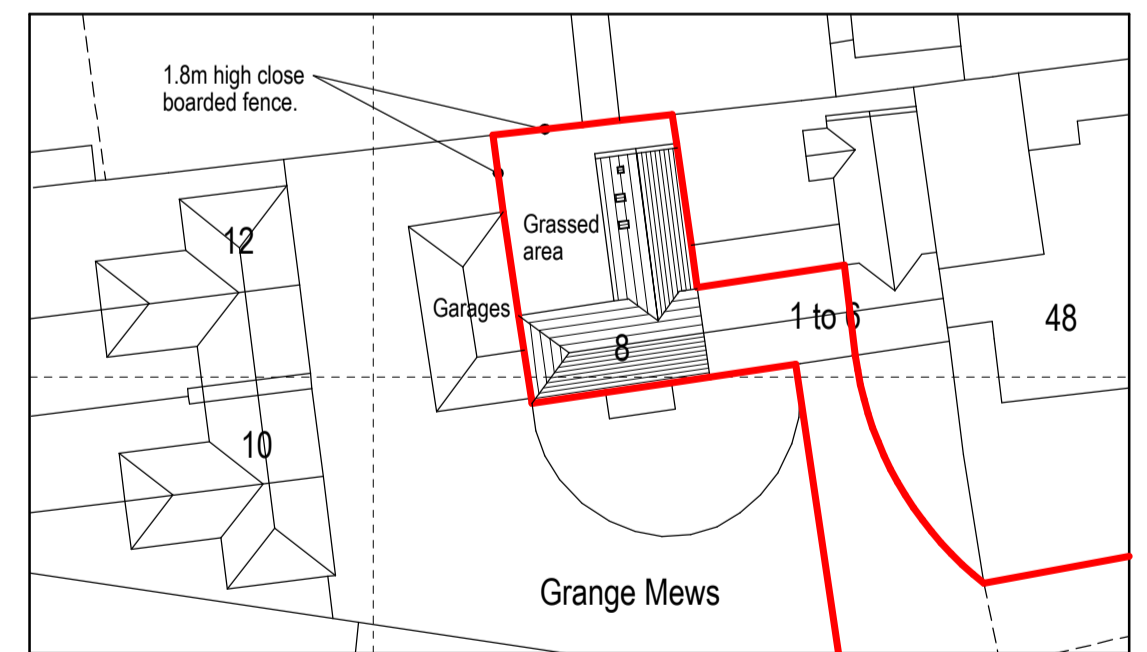 1.8m high close
boarded fence.
12
Grassed
area
Garages
8
1 to 6
48
10
Grange Mews